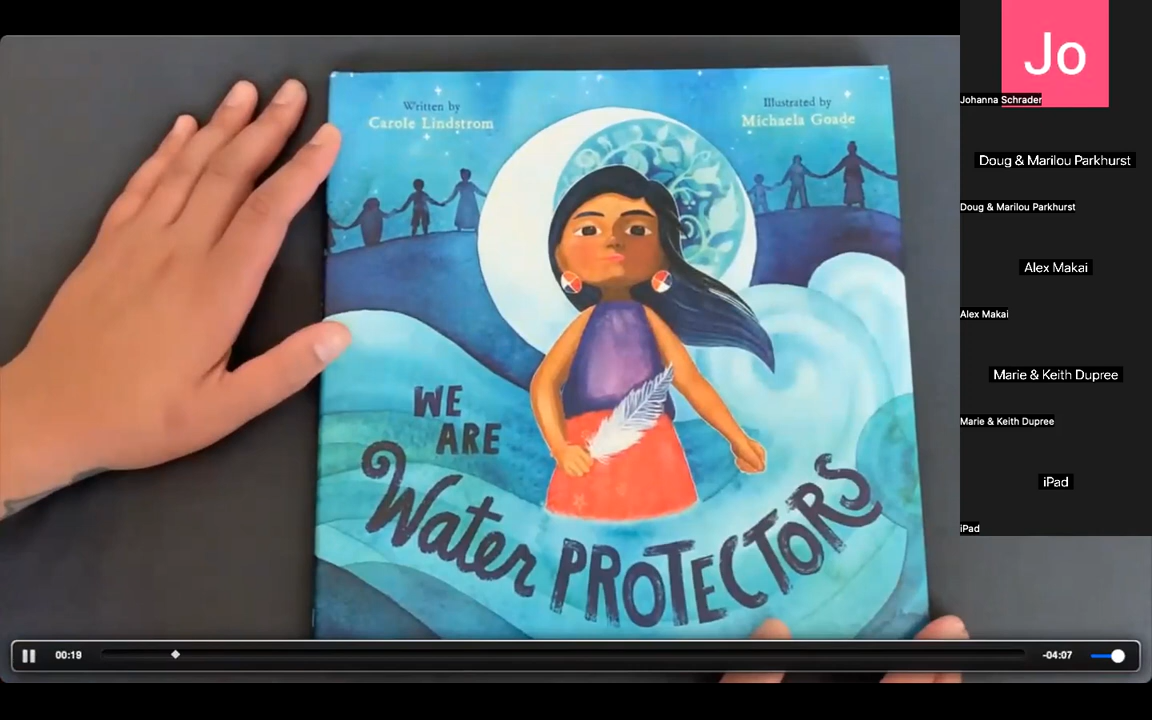 Written by
Carole Lindstrom
Illustrated by
Michaela Goade
WE
ARE
Water PROTECTORS
00:19
-04:07
Jo
Johanna Schrader
Doug & Marilou Parkhurst
Doug & Marilou Parkhurst
Alex Makai
Alex Makai
Marie & Keith Dupree
Marie & Keith Dupree
iPad
iPad